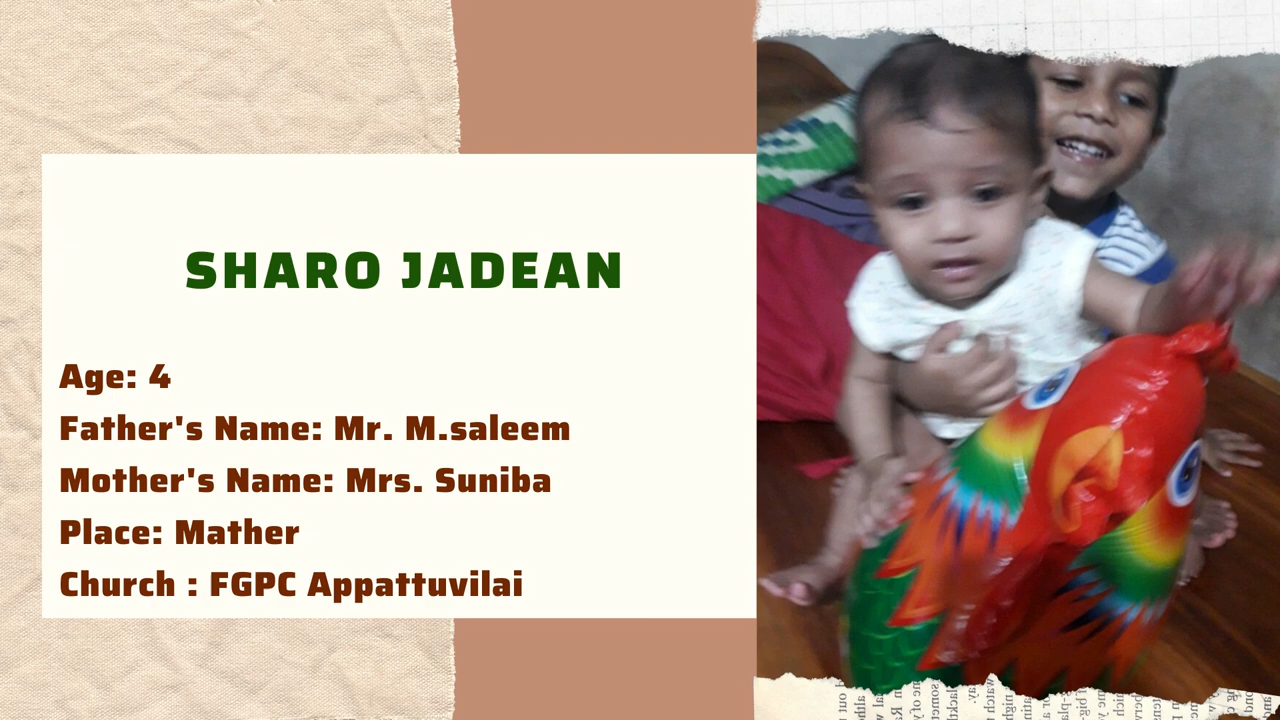 SHARO JADEAN
Age: 4
Father's Name: Mr. M.saleem
Mother's Name: Mrs. Suniba
Place: Mather
Church : FGPC Appattuvilai